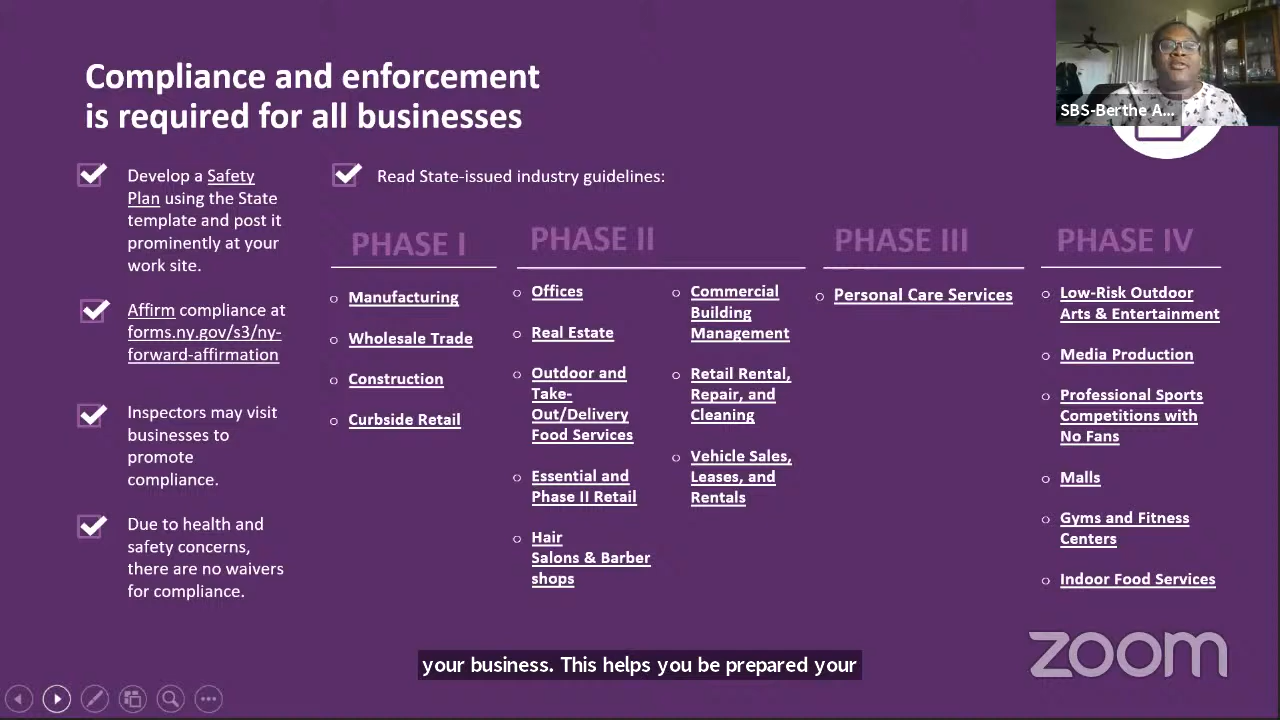 Compliance and enforcement
is required for all businesses
SBS-Berthe A...
Develop a Safety
Plan using the State
template and post it
prominently at your
work site.
Affirm compliance at
forms.ny.gov/s3/ny-
forward-affirmation
Inspectors may visit
businesses to
promote
compliance.
Due to health and
safety concerns,
there are no waivers
for compliance.
Read State-issued industry guidelines:
PHASE I
Manufacturing
Wholesale Trade
Construction
Curbside Retail
PHASE II
Offices
Real Estate
Outdoor and
Take-
Out/Delivery
Food Services
Essential and
Phase II Retail
Hair
Salons & Barber
shops
Commercial
Building
Management
Retail Rental,
Repair, and
Cleaning
Vehicle Sales,
Leases, and
Rentals
PHASE III
Personal Care Services
PHASE IV
Low-Risk Outdoor
Arts & Entertainment
Media Production
Professional Sports
Competitions with
No Fans
Malls
Gyms and Fitness
Centers
Indoor Food Services
your business. This helps you be prepared your
zoom